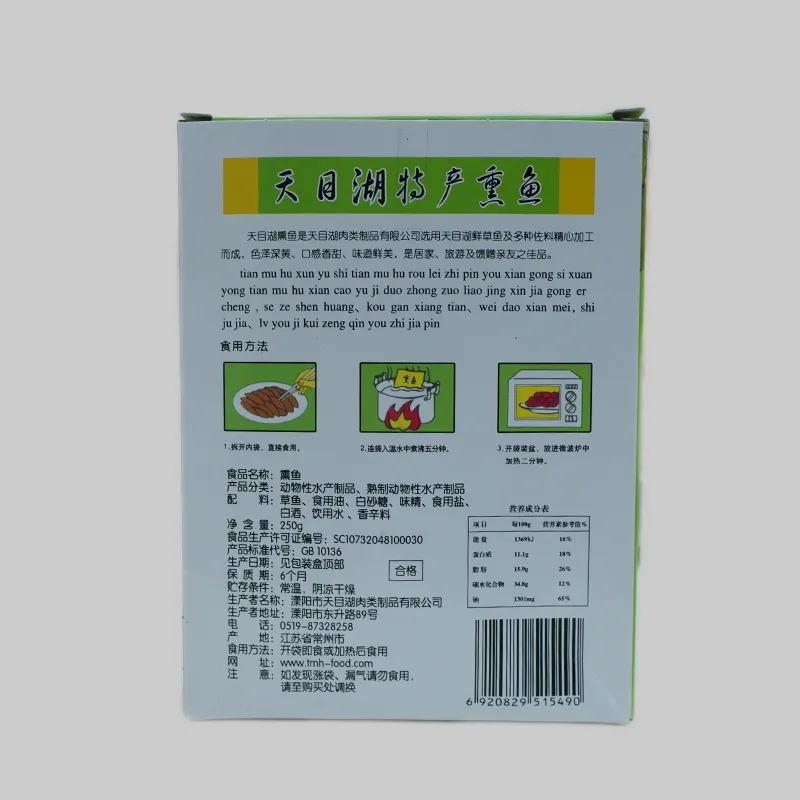 天目湖特产熏鱼
天目湖熏鱼是天目湖肉类制品有限公司选用天目湖鲜草鱼及多种佐料精心加工
而成，色泽深黄、口感香甜、味道鲜美，是居家、旅游及馈赠亲友之佳品。
tian mu hu xun yu shi tian mu hu rou lei zhi pin you xian gong si xuan
yong tian mu hu xian cao yu ji duo zhong zuo liao jing xin jia gong er
cheng , se ze shen huang、kou gan xiang tian、wei dao xian mei, shi
ju jia、lv you ji kui zeng qin you zhi jia pin
食用方法
熏鱼
1.拆开内袋，直接食用。
2.连袋入温水中煮沸五分钟。
3.开袋装盆，放进微波炉中
加热二分钟。
食品名称：熏鱼
产品分类：动物性水产制品、熟制动物性水产制品
配 料：草鱼、食用油、白砂糖、味精、食用盐、
白酒、饮用水、香辛料
净 含 量：250g
食品生产许可证编号：SC10732048100030
产品标准代号：GB 10136
生产日期：见包装盒顶部
保 质 期：6个月
合格
贮存条件：常温，阴凉干燥
生产者名称：溧阳市天目湖肉类制品有限公司
生产者地址：溧阳市东升路89号
电 话：0519-87328258
产 地：江苏省常州市
食用方法：开袋即食或加热后食用
网 址：www.tmh-food.com
注 意：如发现涨袋、漏气请勿食用，
请至购买处调换
营养成分表
项目 每100g 营养素参考值%
能量 1369kJ 16%
蛋白质 11.1g 18%
脂肪 15.9g 26%
碳水化合物 34.8g 12%
钠 1301mg 65%
6 920829 515490